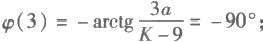 φ(3) = − arctg 3a/(K − 9) = − 90°;